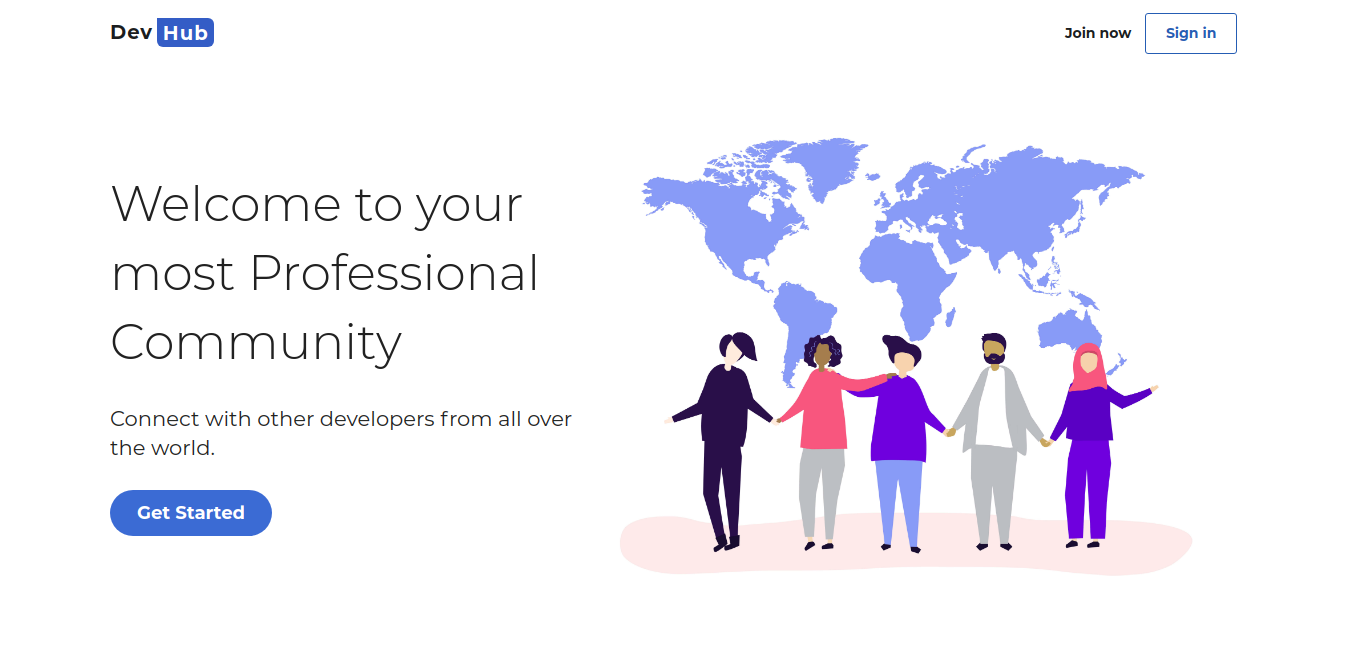 Dev Hub
Join now
Sign in
Welcome to your
most Professional
Community
Connect with other developers from all over
the world.
Get Started